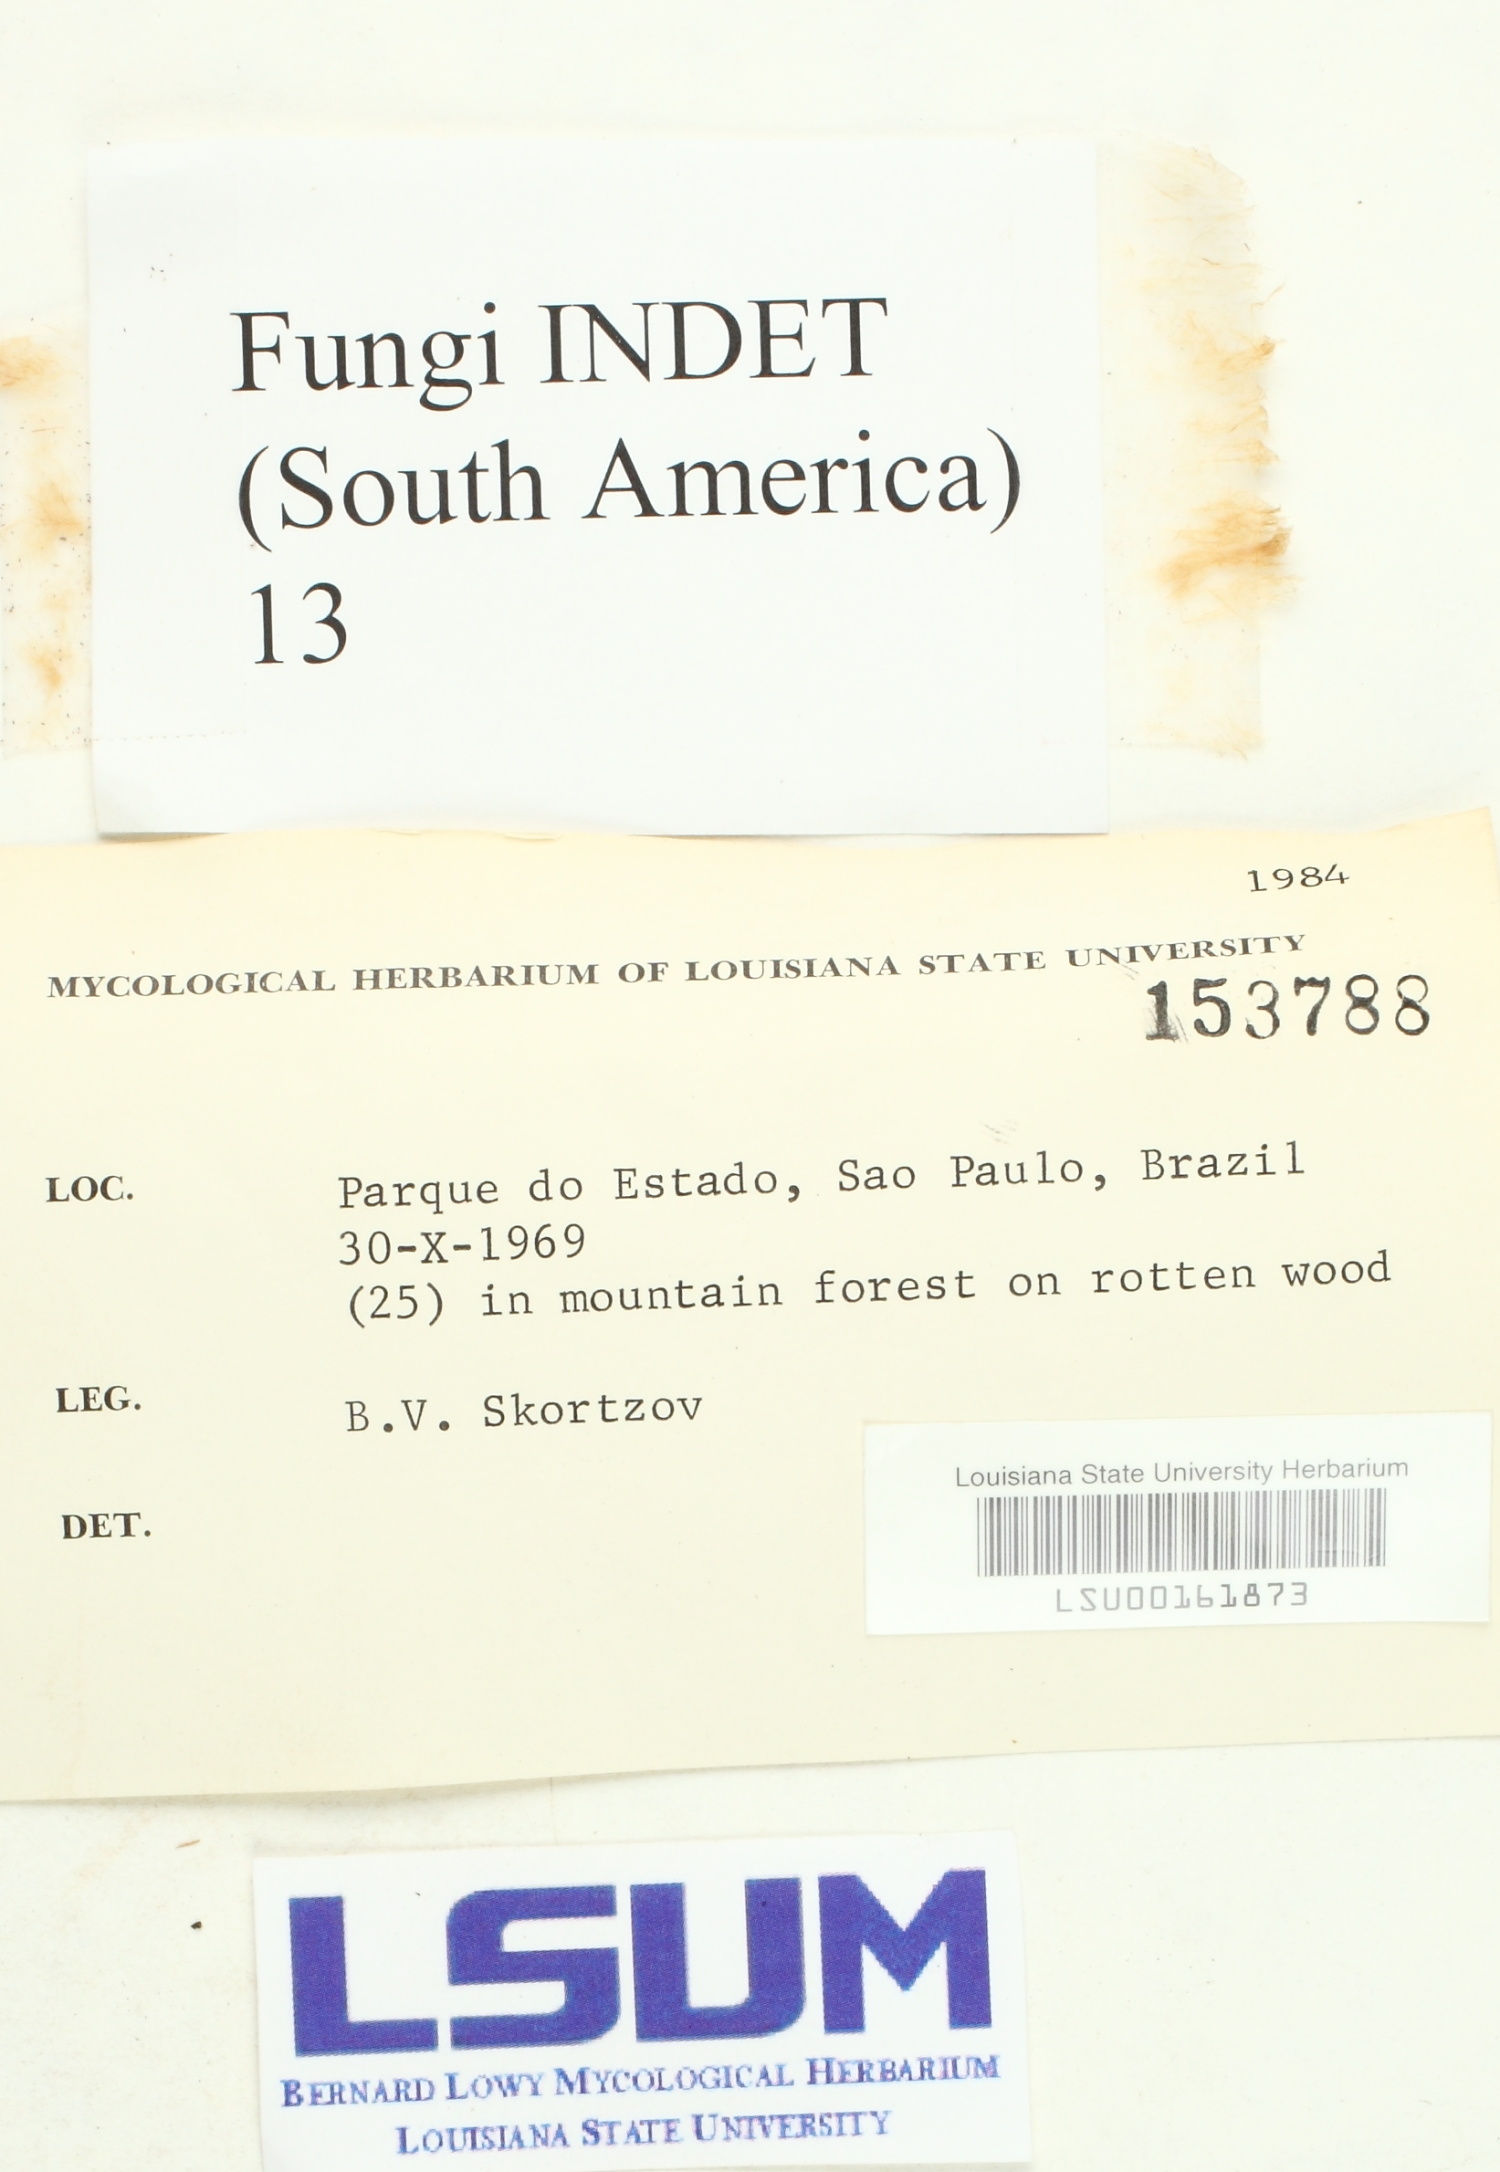 Fungi INDET
(South America)
13
1984
MYCOLOGICAL HERBARIUM OF LOUISIANA STATE UNIVERSITY
153788
LOC. Parque do Estado, Sao Paulo, Brazil
30-X-1969
(25) in mountain forest on rotten wood
LEG. B.V. Skortzov
Louisiana State University Herbarium
LSU00161873
DET.
LSUM
BERNARD LOWY MYCOLOGICAL HERBARIUM
LOUISIANA STATE UNIVERSITY